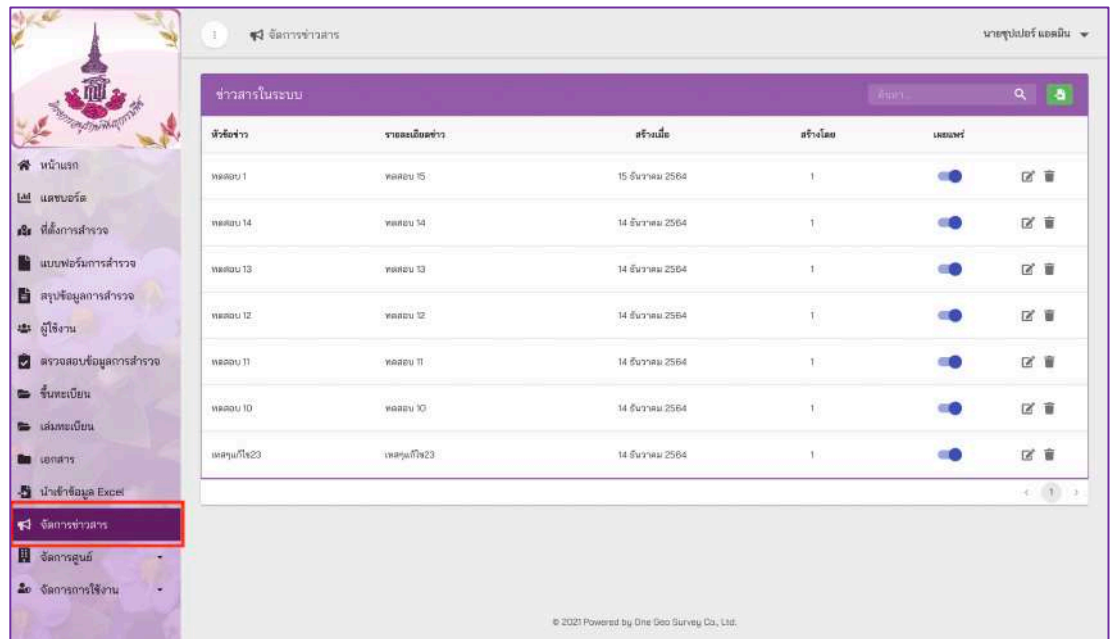 จัดการข่าวสาร
นายซุปเปอร์ แอดมิน
ข่าวสารในระบบ
ค้นหา...
หัวข้อข่าว รายละเอียดข่าว สร้างเมื่อ สร้างโดย เผยแพร่
ทดสอบ 1 ทดสอบ 15 15 ธันวาคม 2564 1
ทดสอบ 14 ทดสอบ 14 14 ธันวาคม 2564 1
ทดสอบ 13 ทดสอบ 13 14 ธันวาคม 2564 1
ทดสอบ 12 ทดสอบ 12 14 ธันวาคม 2564 1
ทดสอบ 11 ทดสอบ 11 14 ธันวาคม 2564 1
ทดสอบ 10 ทดสอบ 10 14 ธันวาคม 2564 1
14 ธันวาคม 2564 1
1
หน้าแรก
แดชบอร์ด
ที่ตั้งการสำรวจ
แบบฟอร์มการสำรวจ
สรุปข้อมูลการสำรวจ
ผู้ใช้งาน
ตรวจสอบข้อมูลการสำรวจ
ขึ้นทะเบียน
เล่มทะเบียน
เอกสาร
นำเข้าข้อมูล Excel
จัดการข่าวสาร
จัดการศูนย์
จัดการการใช้งาน
© 2021 Powered by One Geo Survey Co., Ltd.